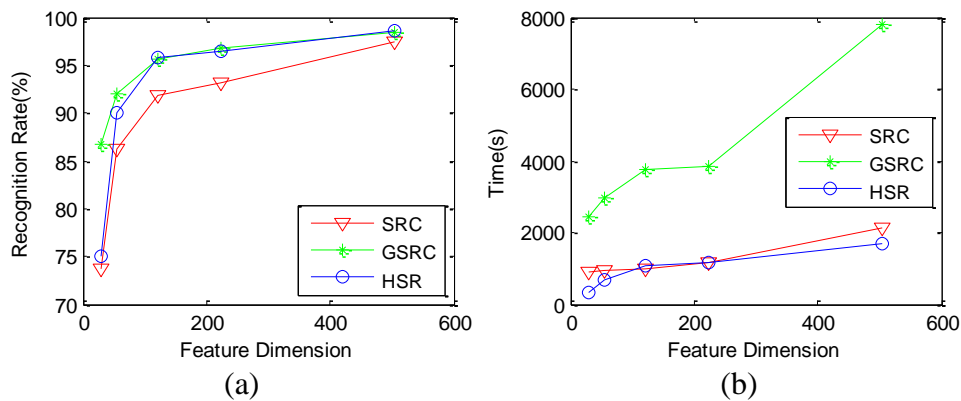 100
95
90
85
80
75
70
0
200
400
600
Recognition Rate(%)
Feature Dimension
SRC
GSRC
HSR
(a)
8000
6000
4000
2000
0
0
200
400
600
Time(s)
Feature Dimension
SRC
GSRC
HSR
(b)